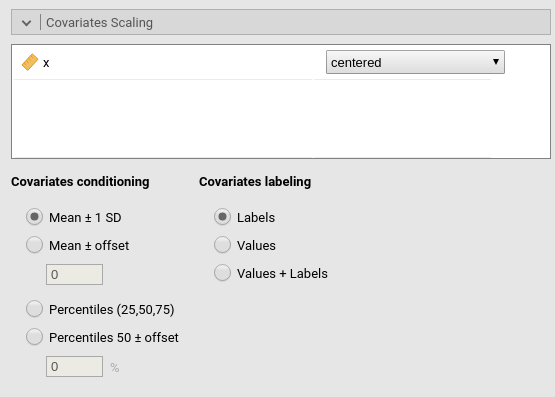 Covariates Scaling
x centered
Covariates conditioning Covariates labeling
Mean ± 1 SD Labels
Mean ± offset Values
0 Values + Labels
Percentiles (25,50,75)
Percentiles 50 ± offset
0 %